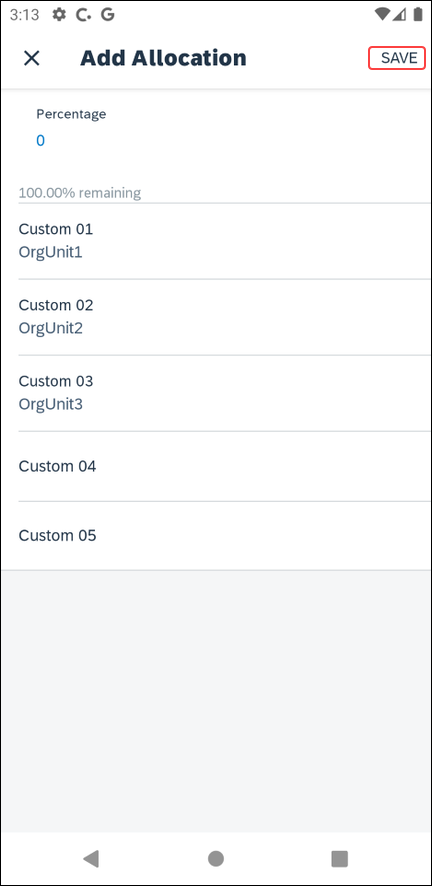 3:13
Add Allocation
SAVE
Percentage
0
100.00% remaining
Custom 01
OrgUnit1
Custom 02
OrgUnit2
Custom 03
OrgUnit3
Custom 04
Custom 05